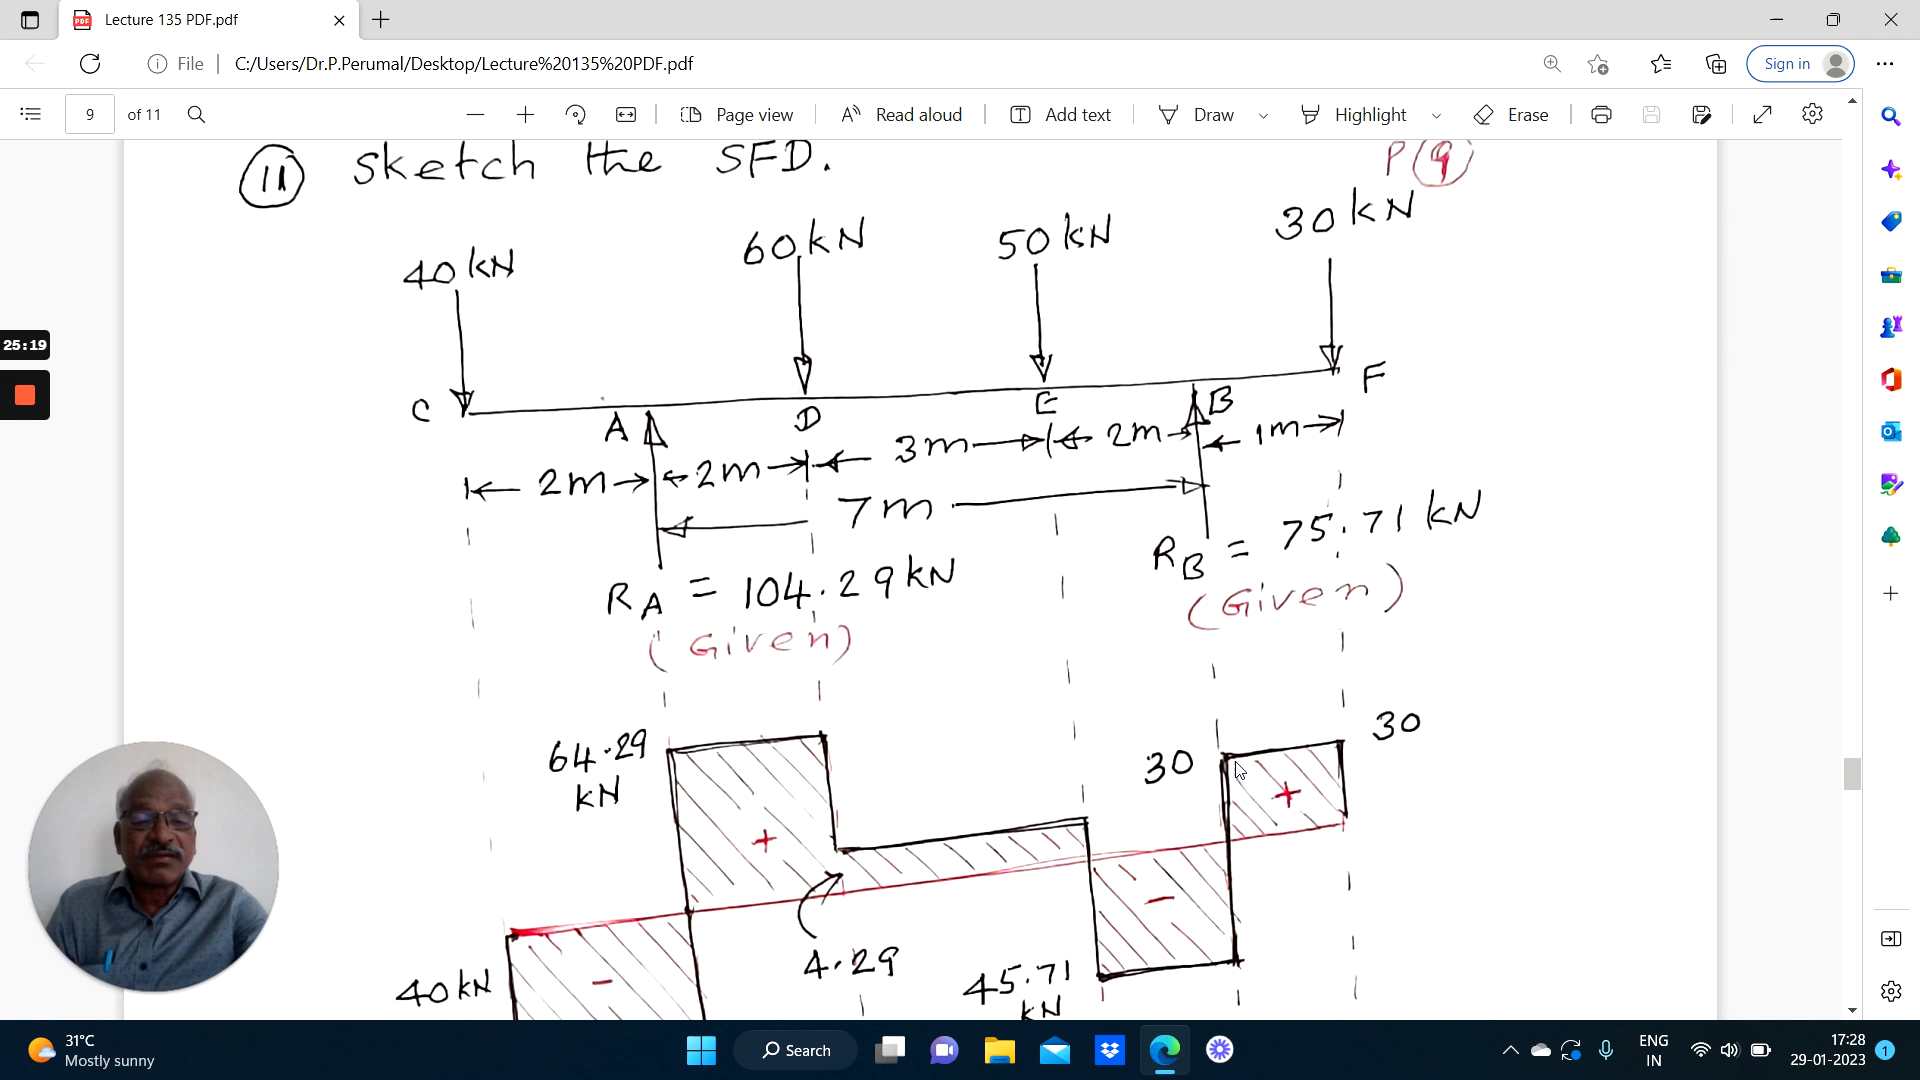 Lecture 135 PDF.pdf
File
C:/Users/Dr.P.Perumal/Desktop/Lecture%20135%20PDF.pdf
Sign in
9 of 11
Page view
Read aloud
Add text
Draw
Highlight
Erase
11 Sketch the SFD.
P(9)
40 kN
60 kN
50 kN
30 kN
C
A
D
E
B
F
2m
2m
3m
2m
1m
7m
RA = 104.29 kN
(Given)
RB = 75.71 kN
(Given)
25:19
64.29
kN
30
30
+
+
-
-
4.29
40 kN
45.71
kN
31°C
Mostly sunny
Search
ENG
IN
17:28
29-01-2023
1